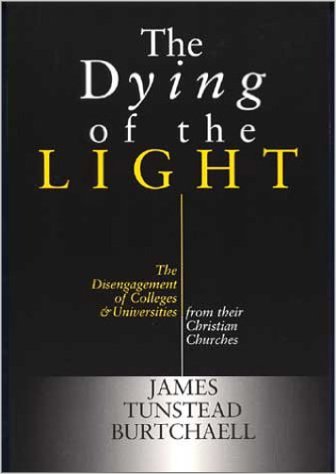 The
Dying
of the
LIGHT
The
Disengagement
of Colleges
& Universities
from their
Christian
Churches
JAMES
TUNSTEAD
BURTCHAELL